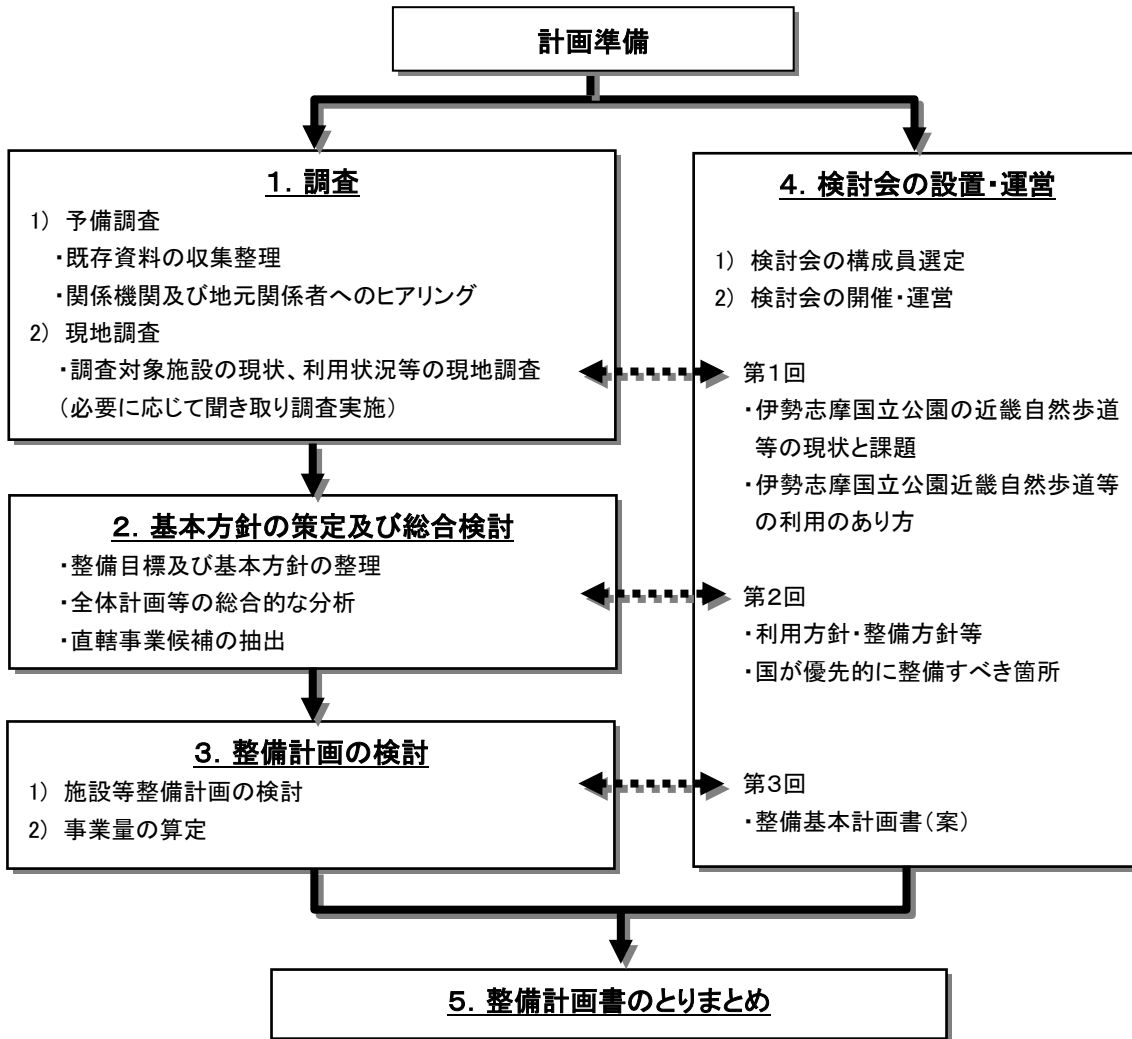 計画準備
1．調査
1） 予備調査
・既存資料の収集整理
・関係機関及び地元関係者へのヒアリング
2） 現地調査
・調査対象施設の現状、利用状況等の現地調査
（必要に応じて聞き取り調査実施）
2．基本方針の策定及び総合検討
・整備目標及び基本方針の整理
・全体計画等の総合的な分析
・直轄事業候補の抽出
3．整備計画の検討
1） 施設等整備計画の検討
2） 事業量の算定
4．検討会の設置・運営
1） 検討会の構成員選定
2） 検討会の開催・運営
第1回
・伊勢志摩国立公園の近畿自然歩道
等の現状と課題
・伊勢志摩国立公園近畿自然歩道等
の利用のあり方
第2回
・利用方針・整備方針等
・国が優先的に整備すべき箇所
第3回
・整備基本計画書（案）
5．整備計画書のとりまとめ